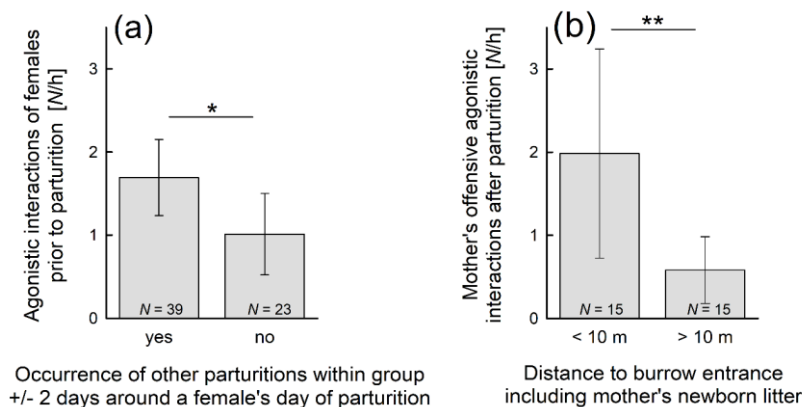 (a)
Agonistic interactions of females
prior to parturition [N/h]
3
2
1
0
*
N = 39
N = 23
yes
no
Occurrence of other parturitions within group
+/- 2 days around a female's day of parturition
(b)
Mother's offensive agonistic
interactions after parturition [N/h]
3
2
1
0
**
N = 15
N = 15
< 10 m
> 10 m
Distance to burrow entrance
including mother's newborn litter